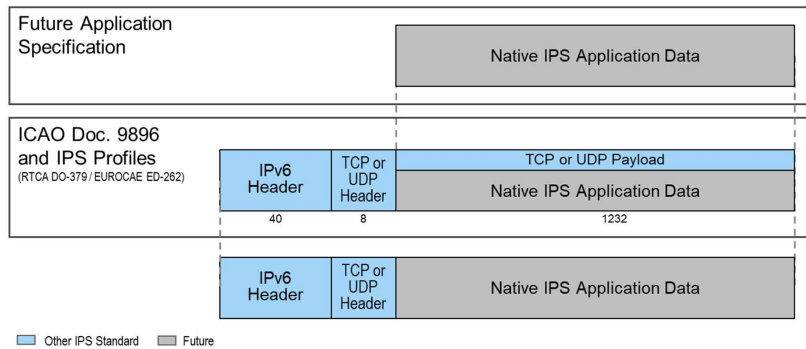 Future Application
Specification
Native IPS Application Data
ICAO Doc. 9896
and IPS Profiles
(RTCA DO-379 / EUROCAE ED-262)
IPv6
Header
TCP or
UDP
Header
TCP or UDP Payload
Native IPS Application Data
40
8
1232
IPv6
Header
TCP or
UDP
Header
Native IPS Application Data
Other IPS Standard
Future